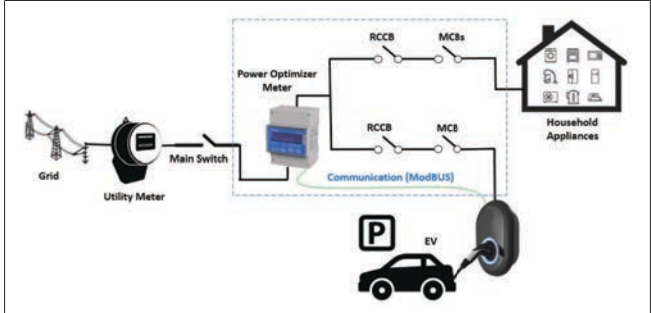 RCCB
MCBs
Power Optimizer
Meter
Household
Appliances
RCCB
MCB
Main Switch
Grid
Utility Meter
Communication (ModBUS)
P
EV